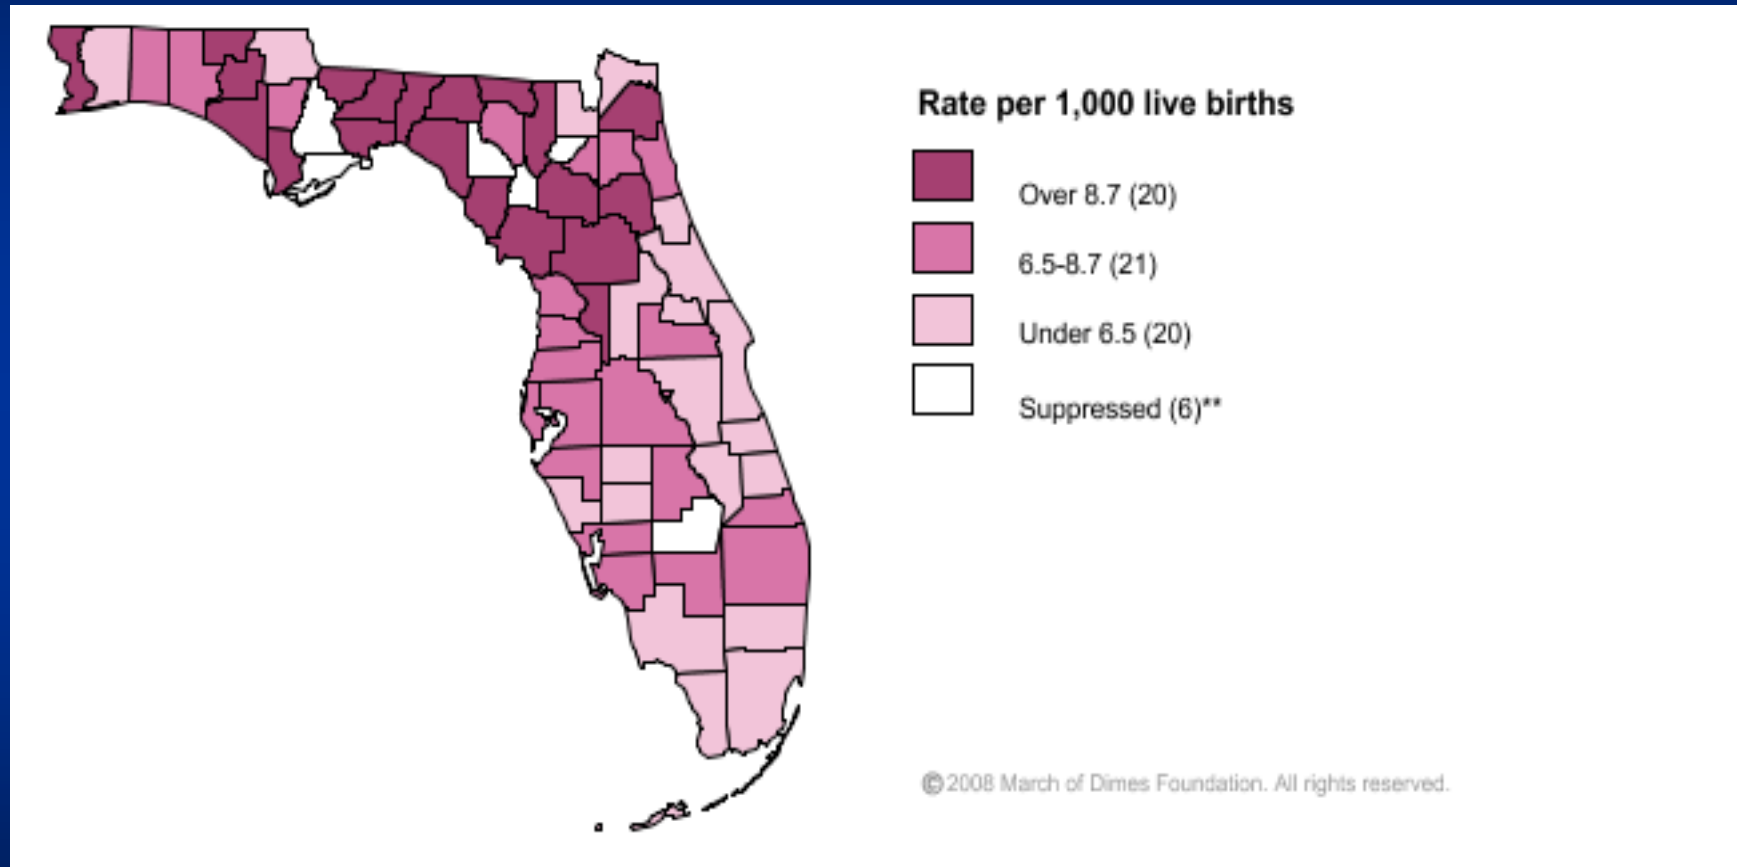 Rate per 1,000 live births
Over 8.7 (20)
6.5-8.7 (21)
Under 6.5 (20)
Suppressed (6)**
©2008 March of Dimes Foundation. All rights reserved.